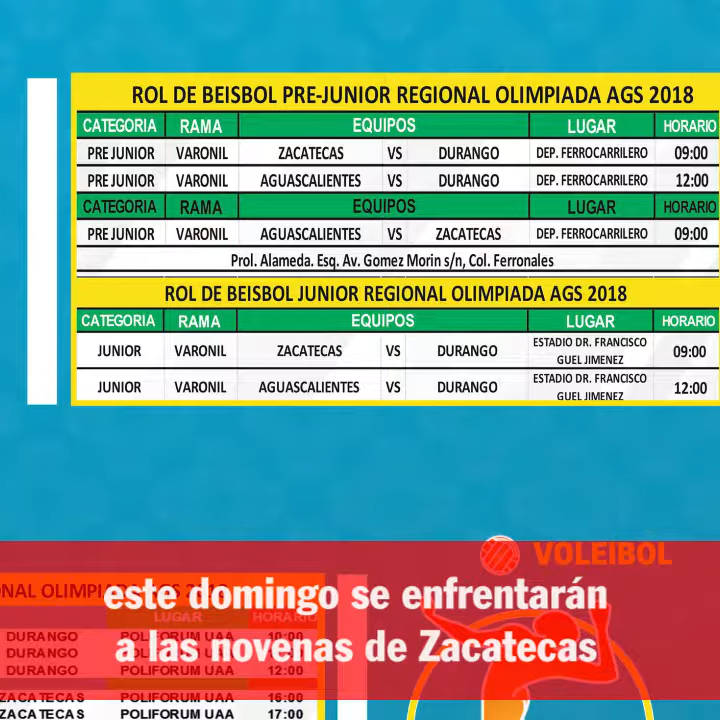 ROL DE BEISBOL PRE-JUNIOR REGIONAL OLIMPIADA AGS 2018
CATEGORIA RAMA EQUIPOS LUGAR HORARIO
PRE JUNIOR VARONIL ZACATECAS VS DURANGO DEP. FERROCARRILERO 09:00
PRE JUNIOR VARONIL AGUASCALIENTES VS DURANGO DEP. FERROCARRILERO 12:00
CATEGORIA RAMA EQUIPOS LUGAR HORARIO
PRE JUNIOR VARONIL AGUASCALIENTES VS ZACATECAS DEP. FERROCARRILERO 09:00
Prol. Alameda. Esq. Av. Gomez Morin s/n, Col. Ferronales
ROL DE BEISBOL JUNIOR REGIONAL OLIMPIADA AGS 2018
CATEGORIA RAMA EQUIPOS LUGAR HORARIO
JUNIOR VARONIL ZACATECAS VS DURANGO ESTADIO DR. FRANCISCO GUEL JIMENEZ 09:00
JUNIOR VARONIL AGUASCALIENTES VS DURANGO ESTADIO DR. FRANCISCO GUEL JIMENEZ 12:00
VOLEIBOL
NAL OLIMPIADA AGS 2018
este domingo se enfrentarán
a las novenas de Zacatecas
LUGAR HORARIO
DURANGO POLIFORUM UAA 10:00
DURANGO
DURANGO POLIFORUM UAA 12:00
ZACATECAS POLIFORUM UAA 16:00
ZACATECAS POLIFORUM UAA 17:00